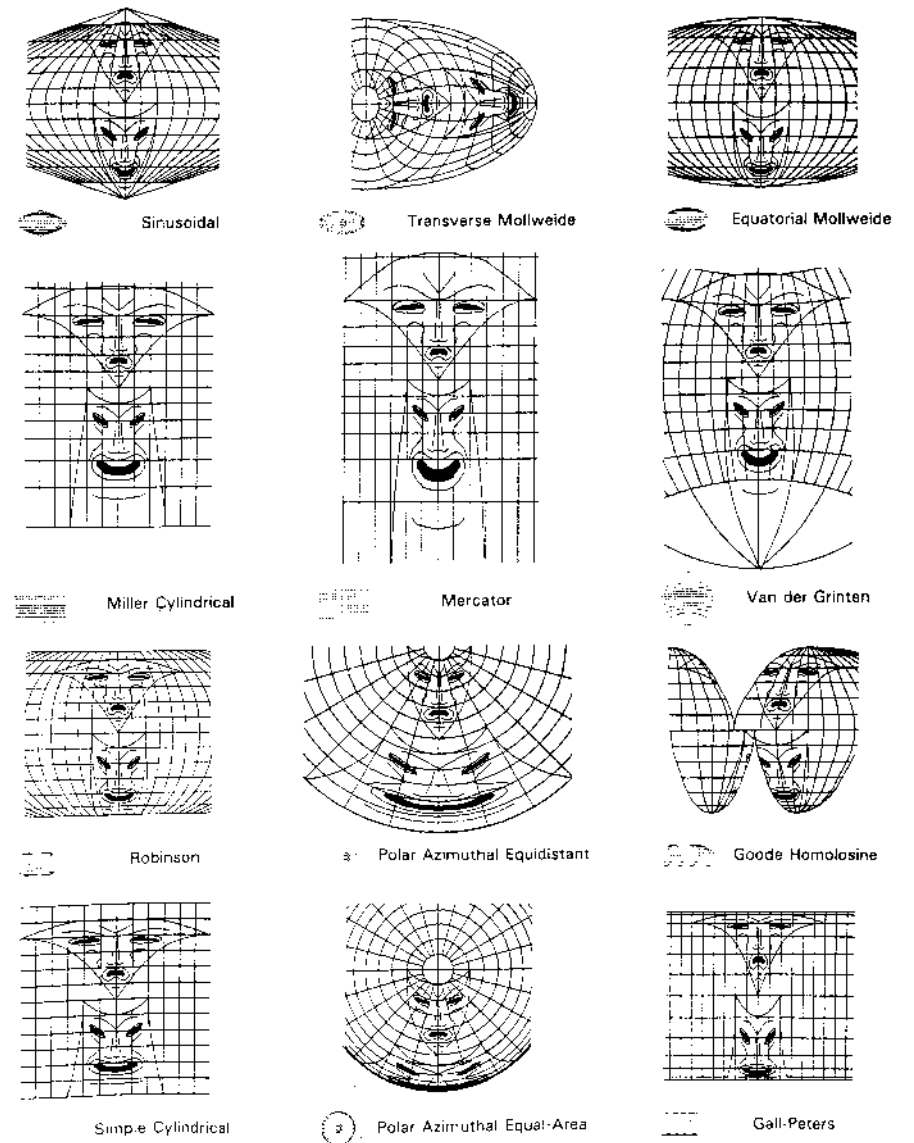 Sinusoidal
Transverse Mollweide
Equatorial Mollweide
Miller Cylindrical
Mercator
Van der Grinten
Robinson
Polar Azimuthal Equidistant
Goode Homolosine
Simple Cylindrical
Polar Azimuthal Equal-Area
Gall-Peters